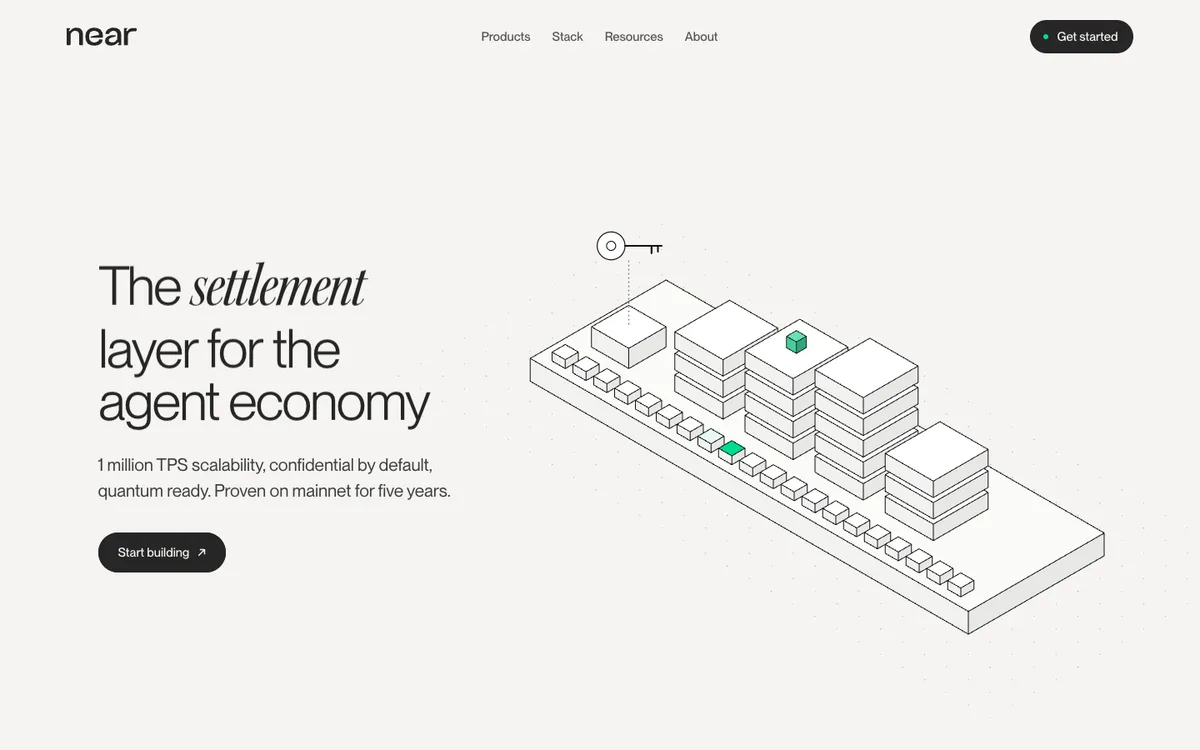 near
Products
Stack
Resources
About
Get started
The settlement
layer for the
agent economy
1 million TPS scalability, confidential by default,
quantum ready. Proven on mainnet for five years.
Start building